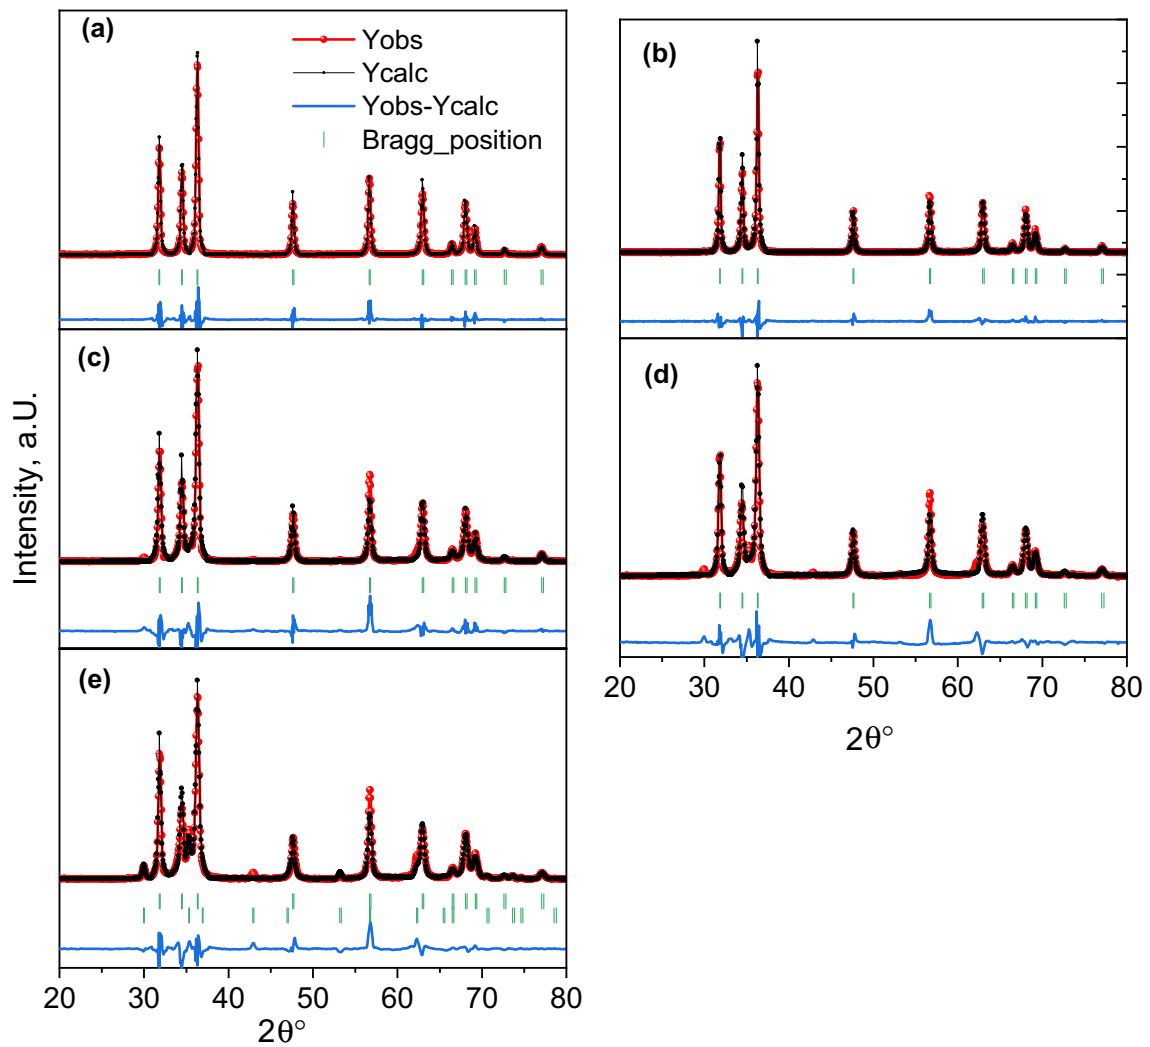 (a)
Yobs
Ycalc
Yobs-Ycalc
Bragg_position
(b)
(c)
(d)
Intensity, a.U.
20 30 40 50 60 70 80
2θ°
(e)
20 30 40 50 60 70 80
2θ°